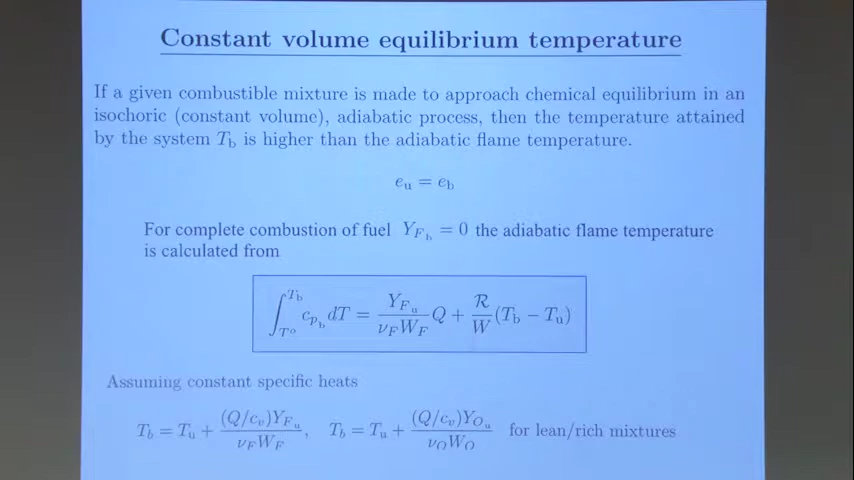 Constant volume equilibrium temperature
If a given combustible mixture is made to approach chemical equilibrium in an
isochoric (constant volume), adiabatic process, then the temperature attained
by the system T_b is higher than the adiabatic flame temperature.
e_u = e_b
For complete combustion of fuel Y_{F_b} = 0 the adiabatic flame temperature
is calculated from
∫_{T^o}^{T_b} c_{p_b} dT = \frac{Y_{F_u}}{ν_F W_F} Q + \frac{ℛ}{W} (T_b − T_u)
Assuming constant specific heats
T_b = T_u + \frac{(Q/c_v)Y_{F_u}}{ν_F W_F}, T_b = T_u + \frac{(Q/c_v)Y_{O_u}}{ν_O W_O} for lean/rich mixtures